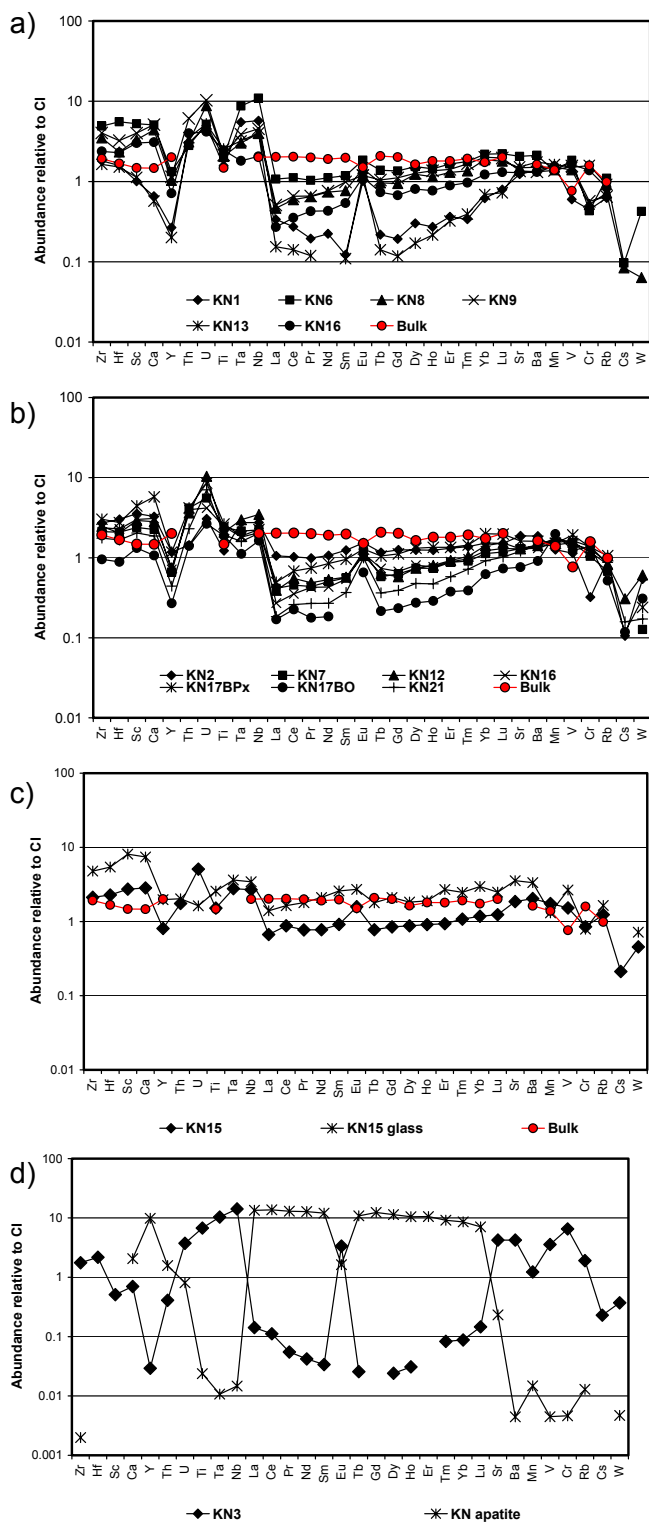 a)
Abundance relative to CI
100
10
1
0.1
0.01
KN1 KN6 KN8 KN9
KN13 KN16 Bulk
Zr Hf Sc Ca Y Th U Ti Ta Nb La Ce Pr Nd Sm Eu Tb Gd Dy Ho Er Tm Yb Lu Sr Ba Mn V Cr Rb Cs W
b)
Abundance relative to CI
100
10
1
0.1
0.01
KN2 KN7 KN12 KN16
KN17BPx KN17BO KN21 Bulk
Zr Hf Sc Ca Y Th U Ti Ta Nb La Ce Pr Nd Sm Eu Tb Gd Dy Ho Er Tm Yb Lu Sr Ba Mn V Cr Rb Cs W
c)
Abundance relative to CI
100
10
1
0.1
0.01
Zr Hf Sc Ca Y Th U Ti Ta Nb La Ce Pr Nd Sm Eu Tb Gd Dy Ho Er Tm Yb Lu Sr Ba Mn V Cr Rb Cs W
KN15 KN15 glass Bulk
d)
Abundance relative to CI
100
10
1
0.1
0.01
0.001
Zr Hf Sc Ca Y Th U Ti Ta Nb La Ce Pr Nd Sm Eu Tb Gd Dy Ho Er Tm Yb Lu Sr Ba Mn V Cr Rb Cs W
KN3 KN apatite